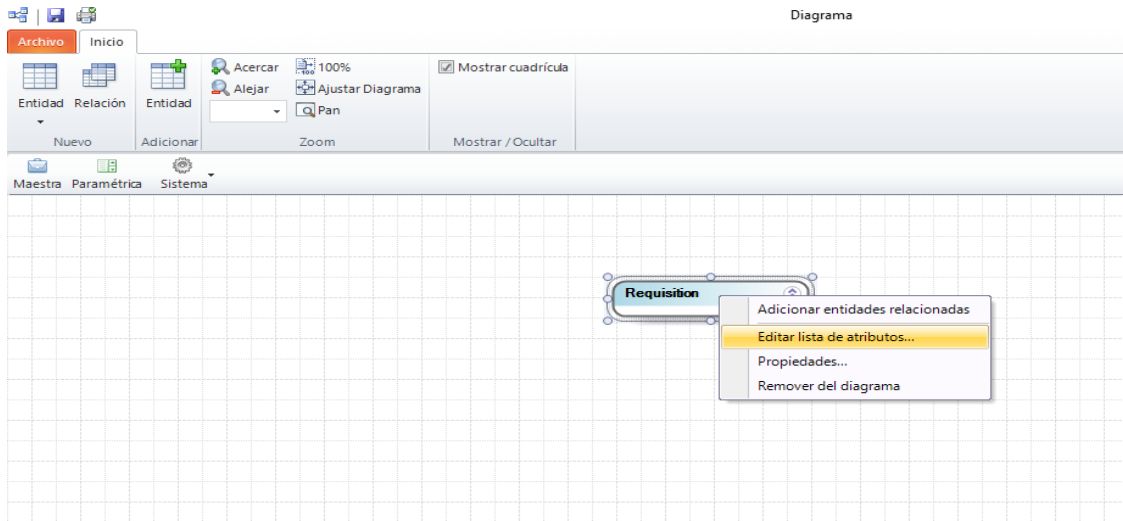 Diagrama
Archivo Inicio
Acercar 100% Mostrar cuadrícula
Alejar Ajustar Diagrama
Entidad Relación Entidad Pan
Nuevo Adicionar Zoom Mostrar / Ocultar
Maestra Paramétrica Sistema
Requisition
Adicionar entidades relacionadas
Editar lista de atributos...
Propiedades...
Remover del diagrama